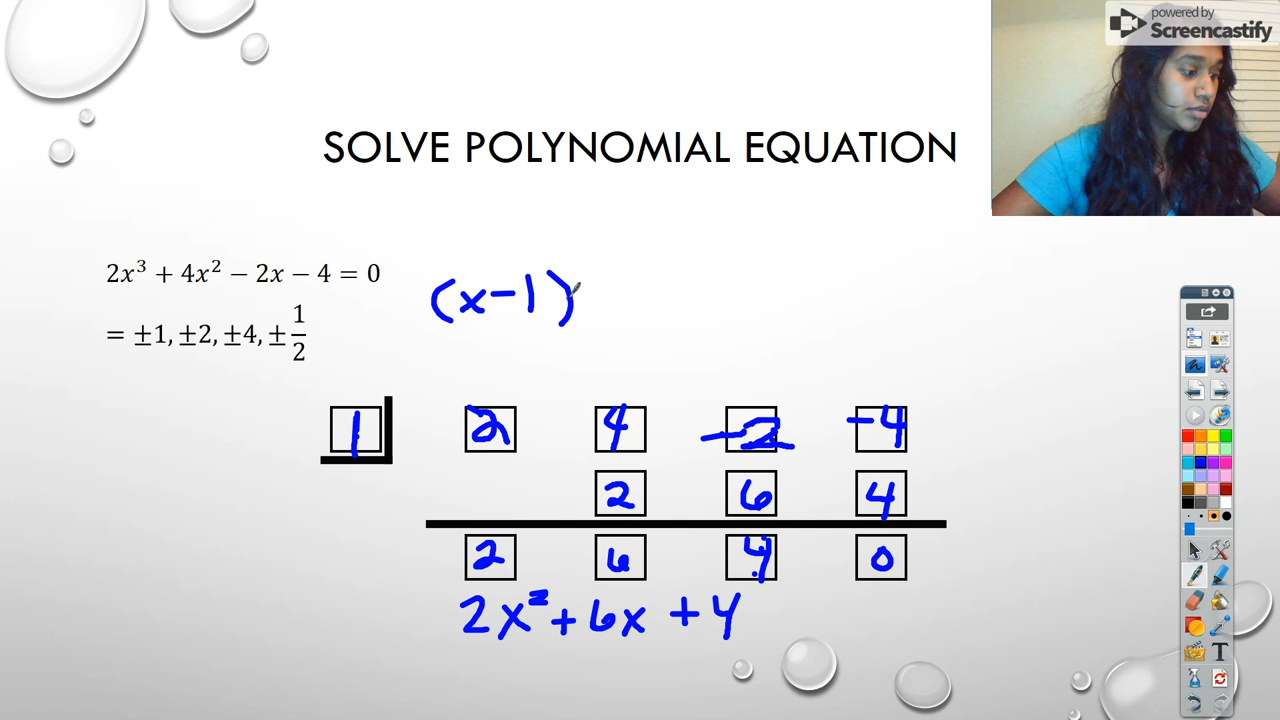 powered by
Screencastify
SOLVE POLYNOMIAL EQUATION
2x³ + 4x² − 2x − 4 = 0
(x-1)
= ±1, ±2, ±4, ± 1/2
1 2 4 -2 -4
2 6 4
2 6 4 0
2x² + 6x + 4
T